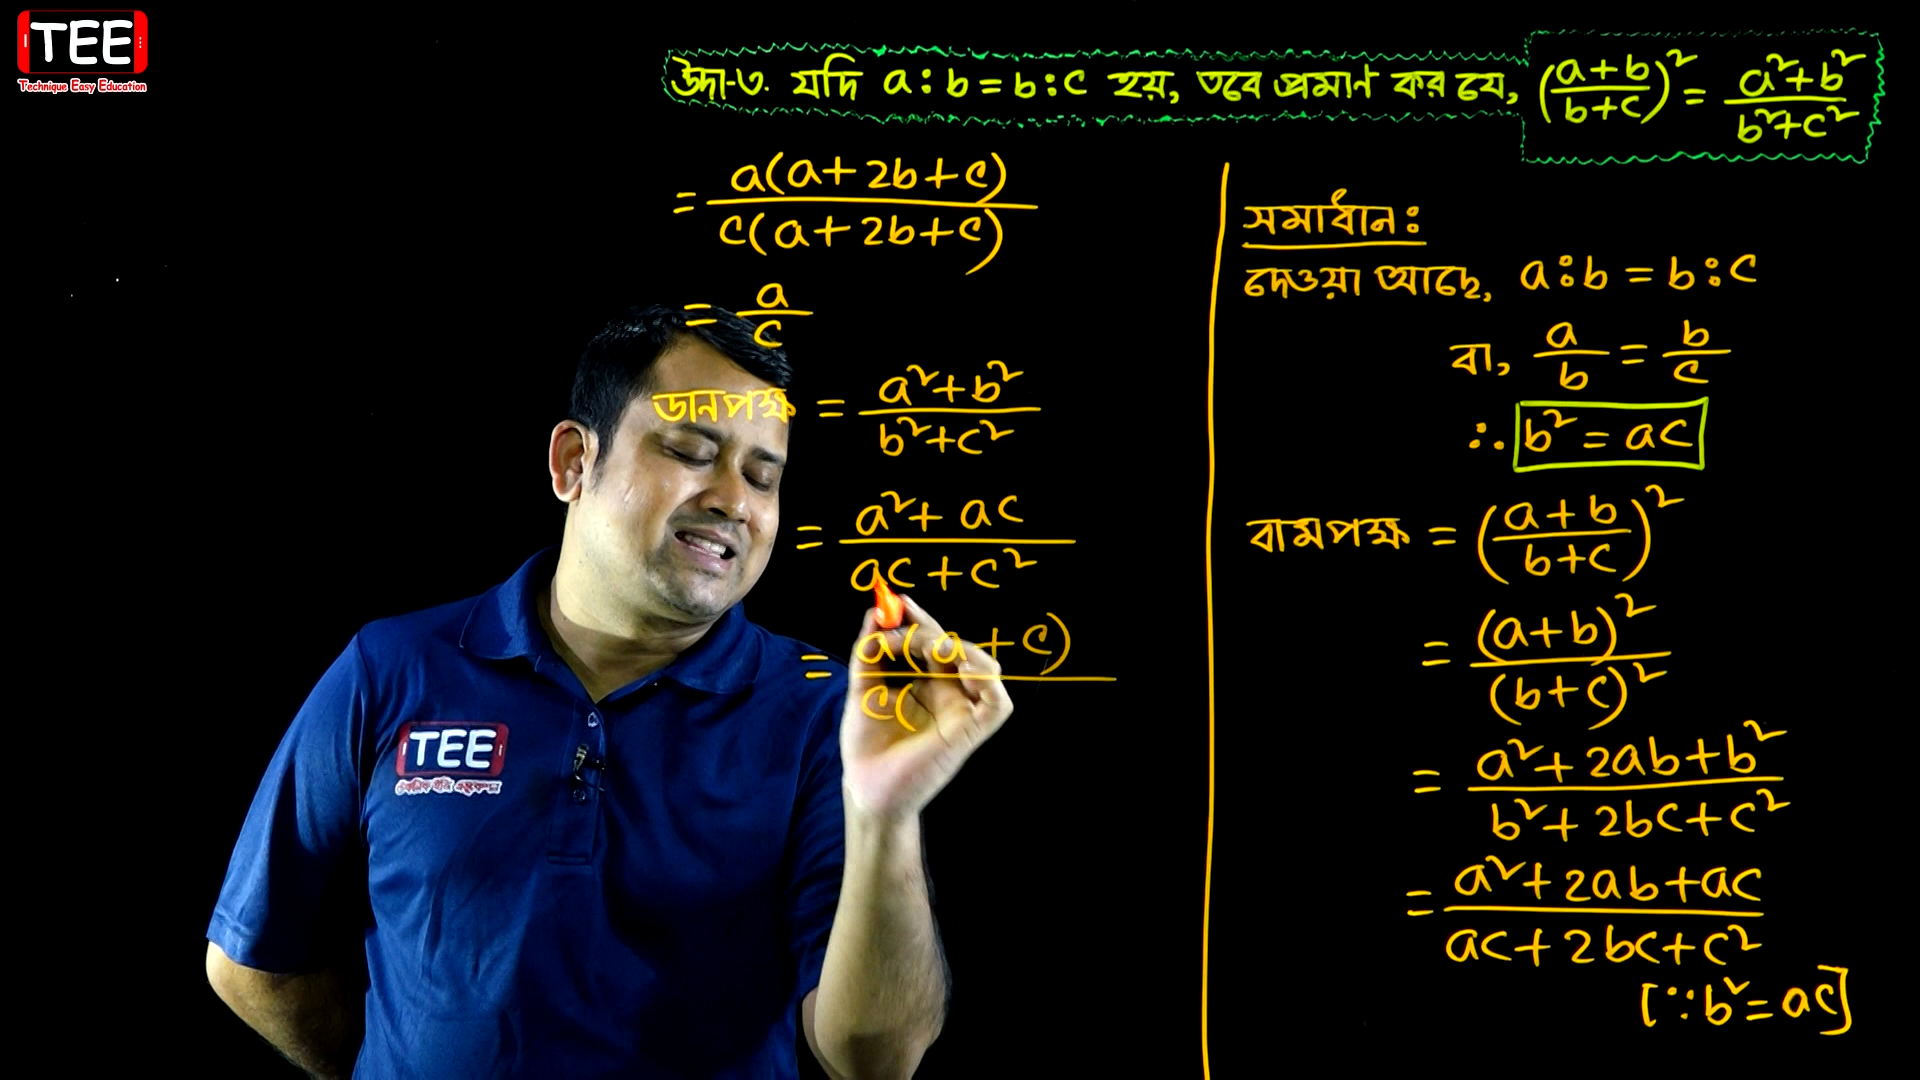 TEE
Technique Easy Education
উদা-৩. যদি a : b = b : c হয়, তবে প্রমাণ কর যে, ((a+b)/(b+c))² = (a²+b²)/(b²+c²)
সমাধান :
দেওয়া আছে, a : b = b : c
বা, a/b = b/c
∴ b² = ac
বামপক্ষ = ((a+b)/(b+c))²
= (a+b)²/(b+c)²
= (a²+2ab+b²)/(b²+2bc+c²)
= (a²+2ab+ac)/(ac+2bc+c²)
[∵ b² = ac]
= a(a+2b+c)/c(a+2b+c)
= a/c
ডানপক্ষ = (a²+b²)/(b²+c²)
= (a²+ac)/(ac+c²)
= a(a+c)/c(
TEE